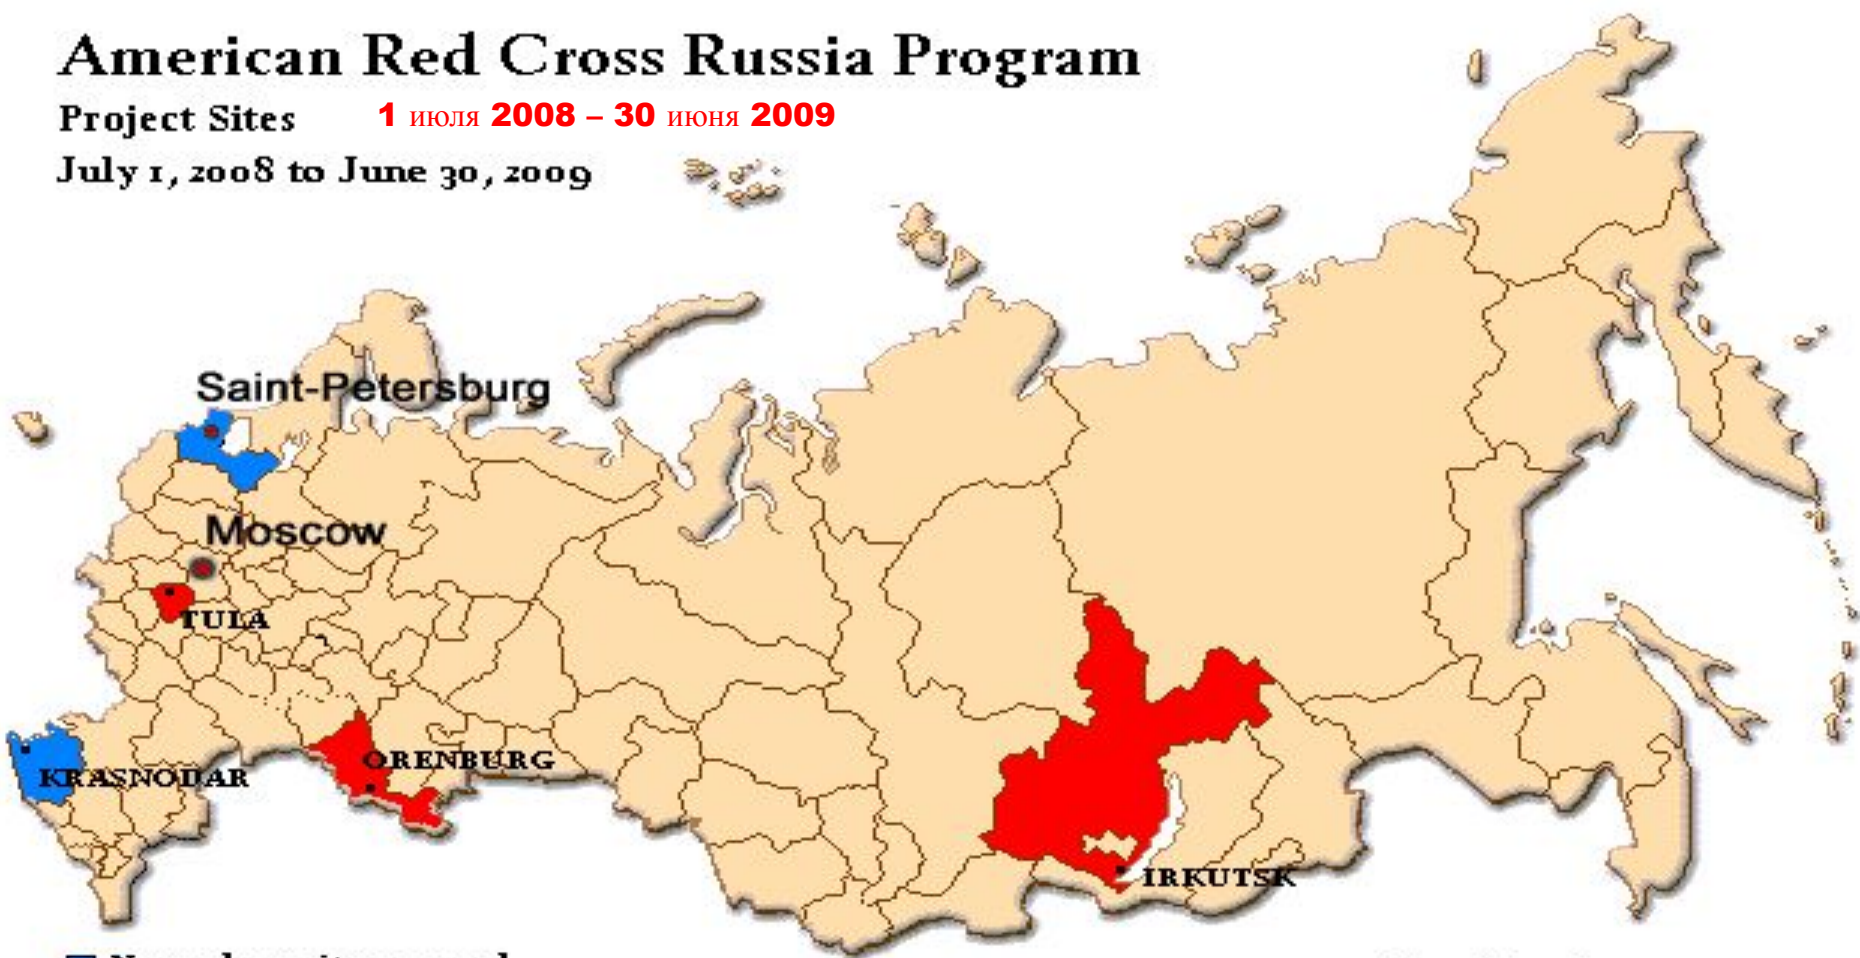 American Red Cross Russia Program
Project Sites 1 июля 2008 – 30 июня 2009
July 1, 2008 to June 30, 2009
Saint-Petersburg
Moscow
TULA
ORENBURG
KRASNODAR
IRKUTSK